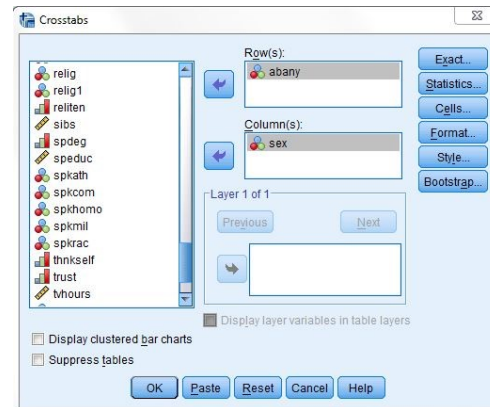 Crosstabs
relig
relig1
reliten
sibs
spdeg
speduc
spkath
spkcom
spkhomo
spkmil
spkrac
thnkself
trust
tvhours
Row(s):
abany
Column(s):
sex
Layer 1 of 1
Previous
Next
Display layer variables in table layers
Exact...
Statistics...
Cells...
Format...
Style...
Bootstrap...
Display clustered bar charts
Suppress tables
OK Paste Reset Cancel Help